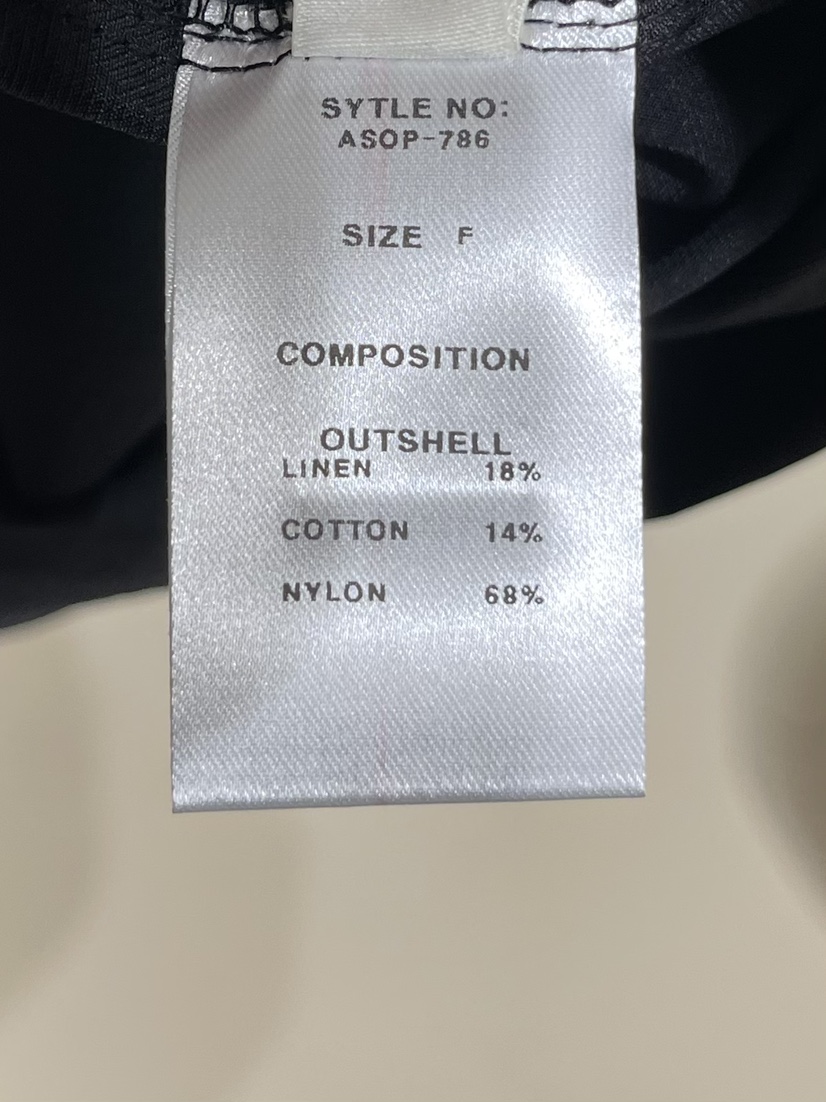 SYTLE NO:
ASOP-786
SIZE F
COMPOSITION
OUTSHELL
LINEN 18%
COTTON 14%
NYLON 68%